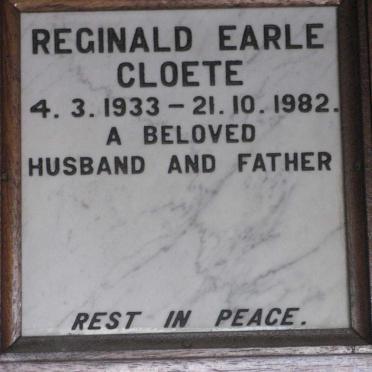 REGINALD EARLE
CLOETE
4. 3. 1933 – 21. 10. 1982.
A BELOVED
HUSBAND AND FATHER
REST IN PEACE.